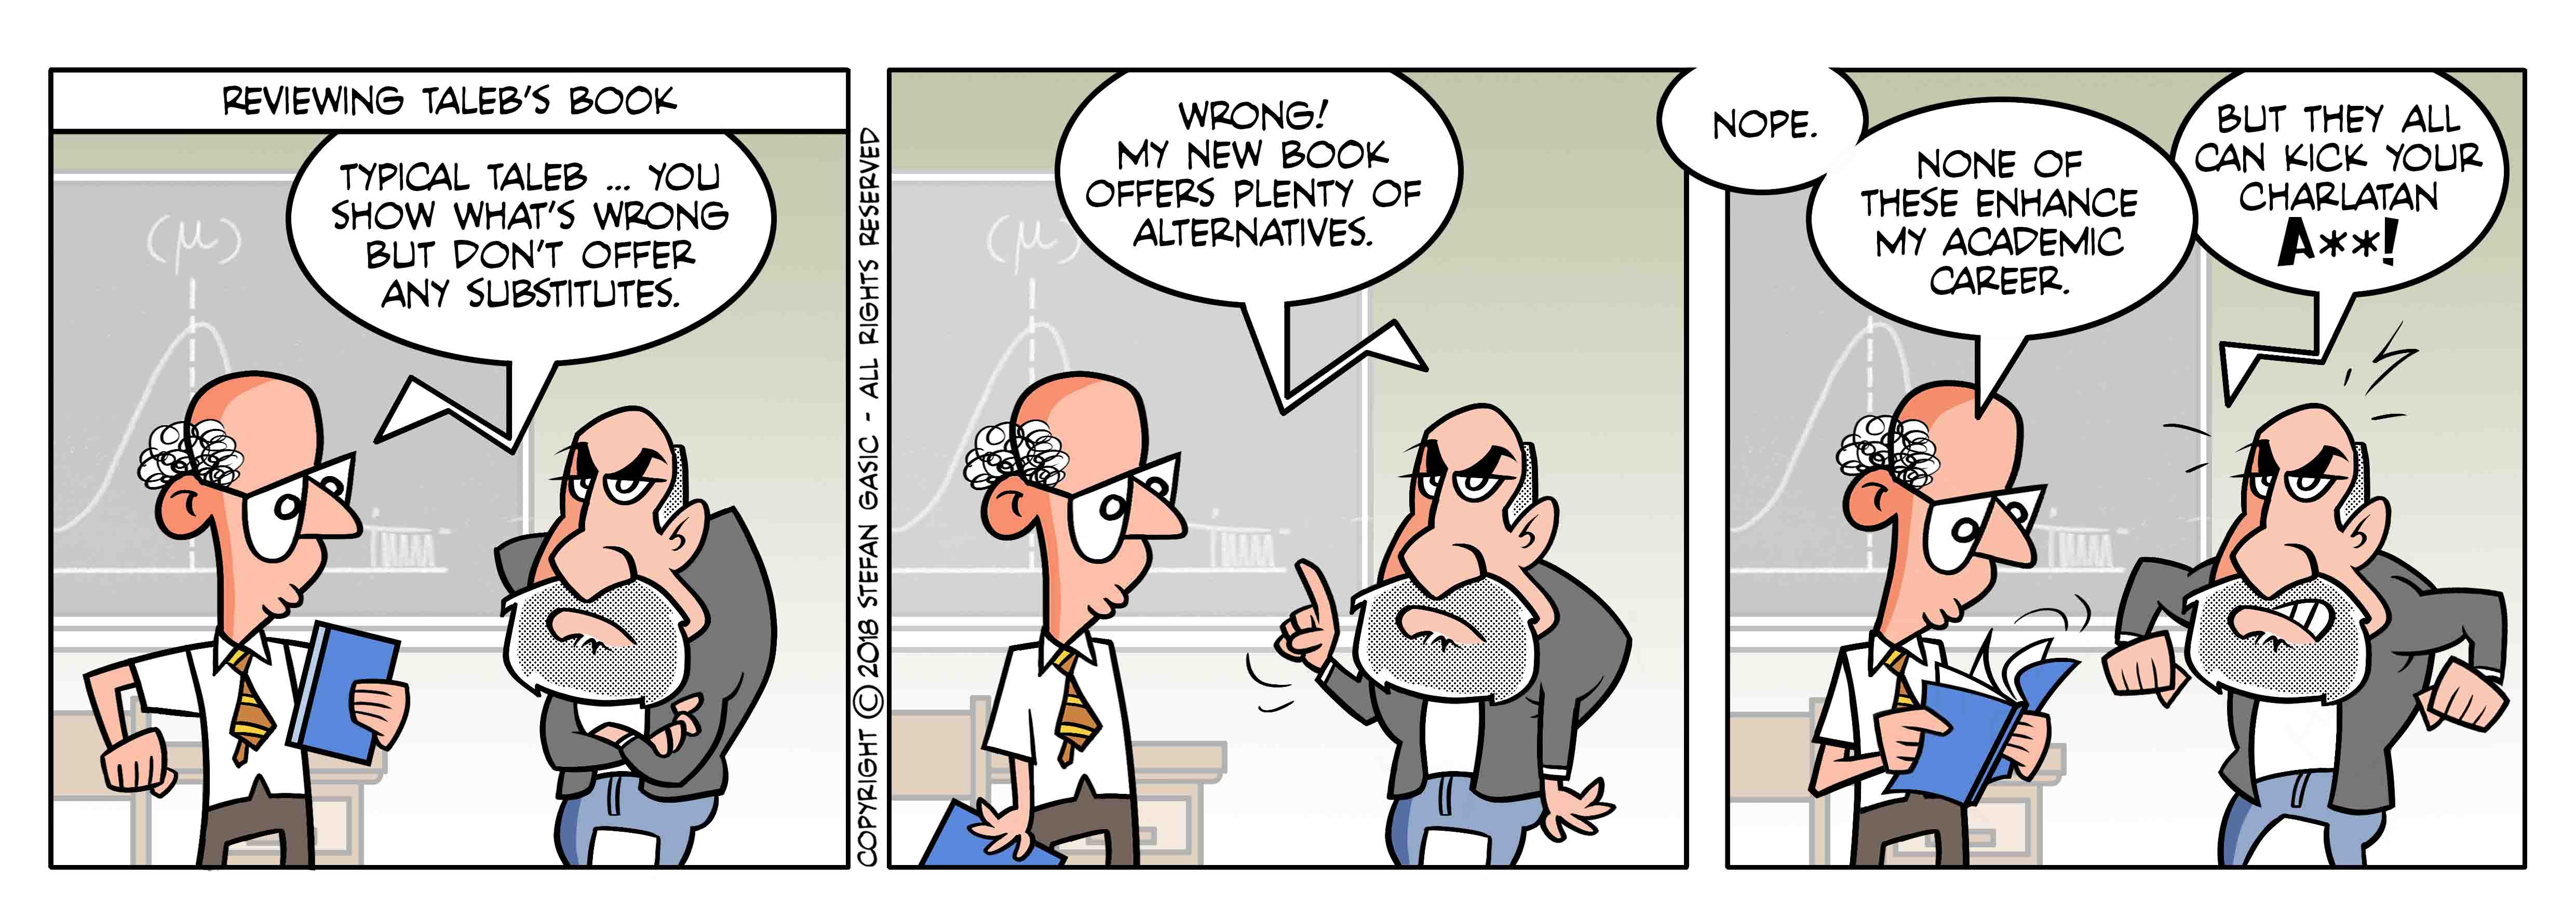 REVIEWING TALEB'S BOOK
TYPICAL TALEB ... YOU
SHOW WHAT'S WRONG
BUT DON'T OFFER
ANY SUBSTITUTES.
(μ)
COPYRIGHT © 2018 STEFAN GASIC - ALL RIGHTS RESERVED
WRONG!
MY NEW BOOK
OFFERS PLENTY OF
ALTERNATIVES.
(μ)
NOPE.
NONE OF
THESE ENHANCE
MY ACADEMIC
CAREER.
BUT THEY ALL
CAN KICK YOUR
CHARLATAN
A**!